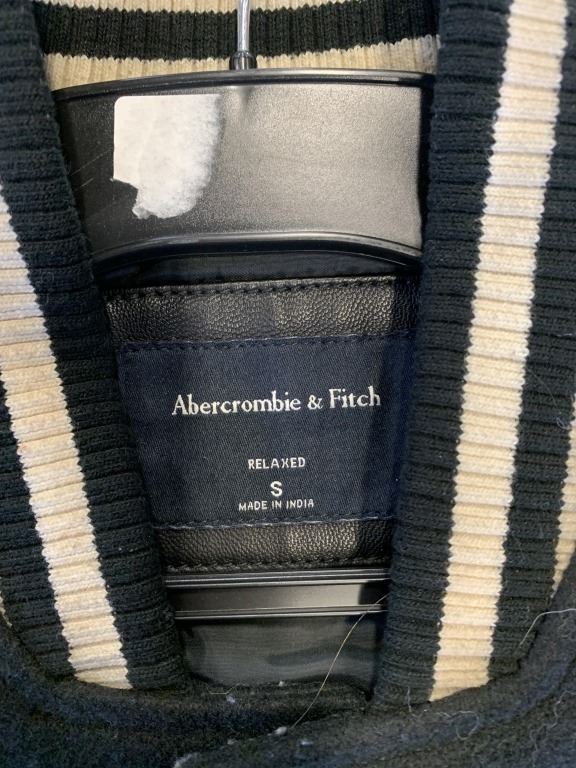 Abercrombie & Fitch
RELAXED
S
MADE IN INDIA